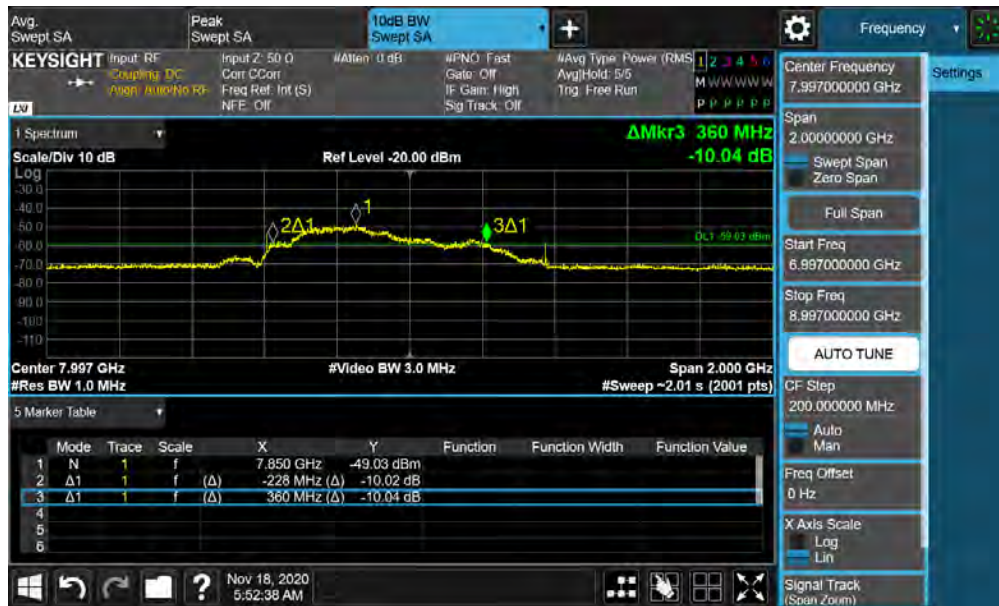 Avg.
Swept SA
Peak
Swept SA
10dB BW
Swept SA
Frequency
KEYSIGHT
Input: RF
Coupling: DC
Align: Auto/No RF
Input Z: 50 Ω
Corr CCorr
Freq Ref: Int (S)
NFE: Off
#Atten: 0 dB
#PNO: Fast
Gate: Off
IF Gain: High
Sig Track: Off
#Avg Type: Power (RMS
Avg|Hold: 5/5
Trig: Free Run
1 2 3 4 5 6
M W W W W W
P P P P P P
LXI
1 Spectrum
ΔMkr3 360 MHz
-10.04 dB
Scale/Div 10 dB
Ref Level -20.00 dBm
Log
-30.0
-40.0
-50.0
-60.0
-70.0
-80.0
-90.0
-100
-110
1
2Δ1
3Δ1
DL1 -59.03 dBm
Center 7.997 GHz
#Video BW 3.0 MHz
Span 2.000 GHz
#Res BW 1.0 MHz
#Sweep ~2.01 s (2001 pts)
5 Marker Table
Mode Trace Scale X Y Function Function Width Function Value
1 N 1 f 7.850 GHz -49.03 dBm
2 Δ1 1 f (Δ) -228 MHz (Δ) -10.02 dB
3 Δ1 1 f (Δ) 360 MHz (Δ) -10.04 dB
4
5
6
Nov 18, 2020
5:52:38 AM
Center Frequency
7.997000000 GHz
Settings
Span
2.00000000 GHz
Swept Span
Zero Span
Full Span
Start Freq
6.997000000 GHz
Stop Freq
8.997000000 GHz
AUTO TUNE
CF Step
200.000000 MHz
Auto
Man
Freq Offset
0 Hz
X Axis Scale
Log
Lin
Signal Track
(Span Zoom)